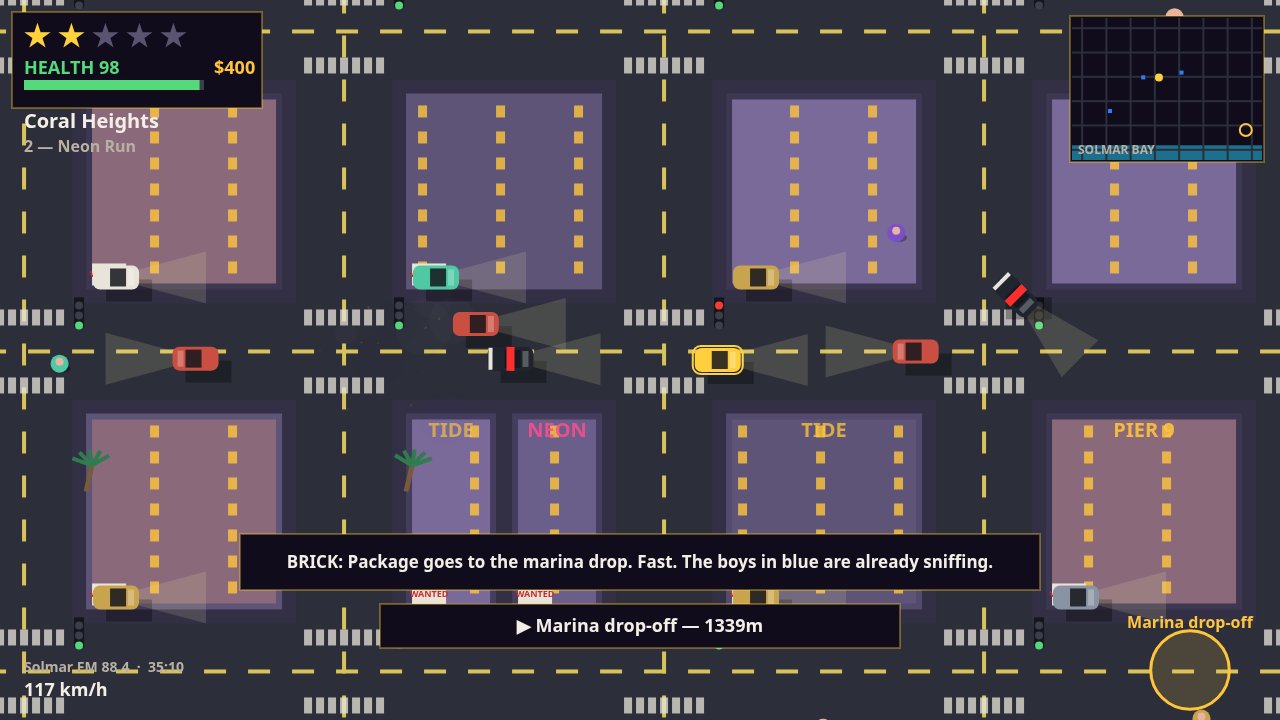 HEALTH 98 $400
Coral Heights
2 — Neon Run
SOLMAR BAY
TIDE NEON TIDE PIER 9
BRICK: Package goes to the marina drop. Fast. The boys in blue are already sniffing.
WANTED WANTED
▶ Marina drop-off — 1339m
Marina drop-off
Solmar FM 88.4 · 35:10
117 km/h